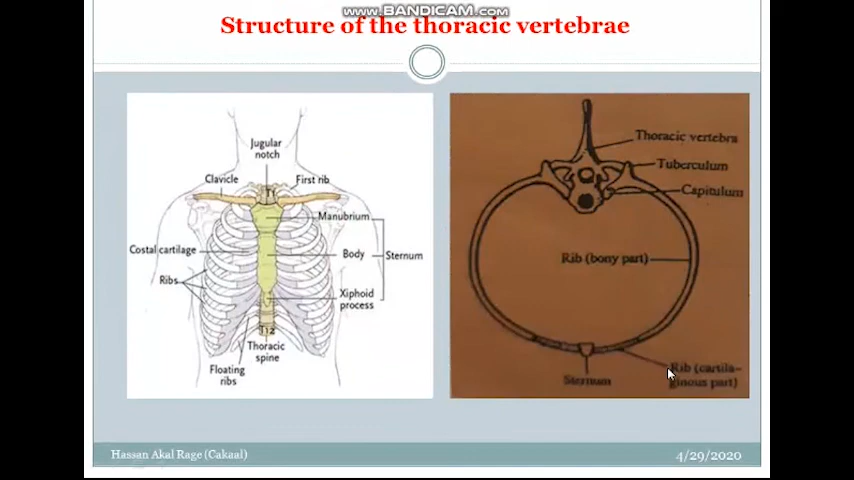 www.BANDICAM.com
Structure of the thoracic vertebrae
Jugular
notch
Clavicle
First rib
T1
Manubrium
Costal cartilage
Body
Sternum
Ribs
Xiphoid
process
T12
Thoracic
spine
Floating
ribs
Thoracic vertebra
Tuberculum
Capitulum
Rib (bony part)
Rib (cartila-
ginous part)
Sternum
Hassan Akal Rage (Cakaal)
4/29/2020